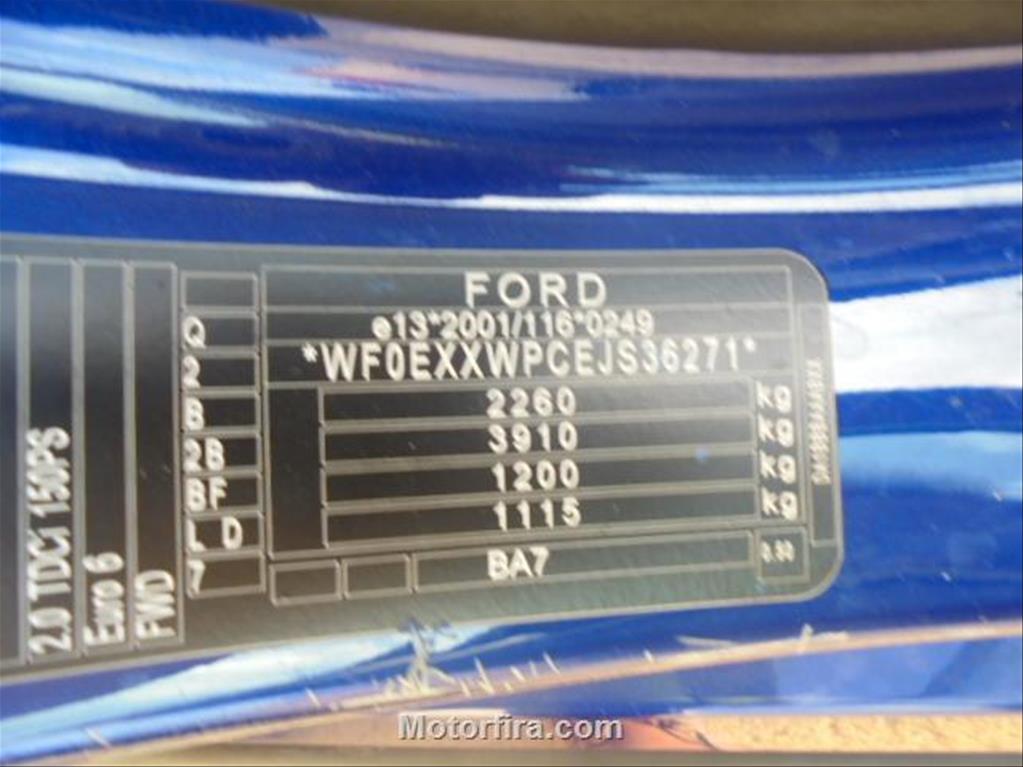 FORD
e13*2001/116*0249
*WF0EXXWPCEJS36271*
2260 kg
3910 kg
1200 kg
1115 kg
BA7
Q
2
B
2B
BF
L D
7
2.0 TDCi 150PS
Euro 6
FWD
Motorfira.com